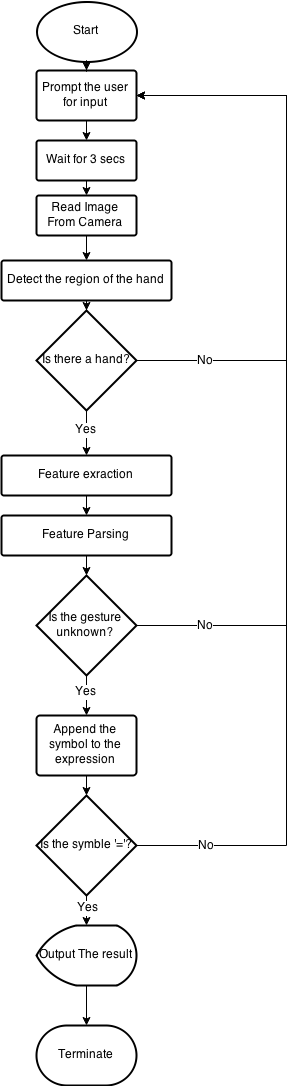 Start
Prompt the user
for input
Wait for 3 secs
Read Image
From Camera
Detect the region of the hand
Is there a hand?
No
Yes
Feature exraction
Feature Parsing
Is the gesture
unknown?
No
Yes
Append the
symbol to the
expression
Is the symble '='?
No
Yes
Output The result
Terminate